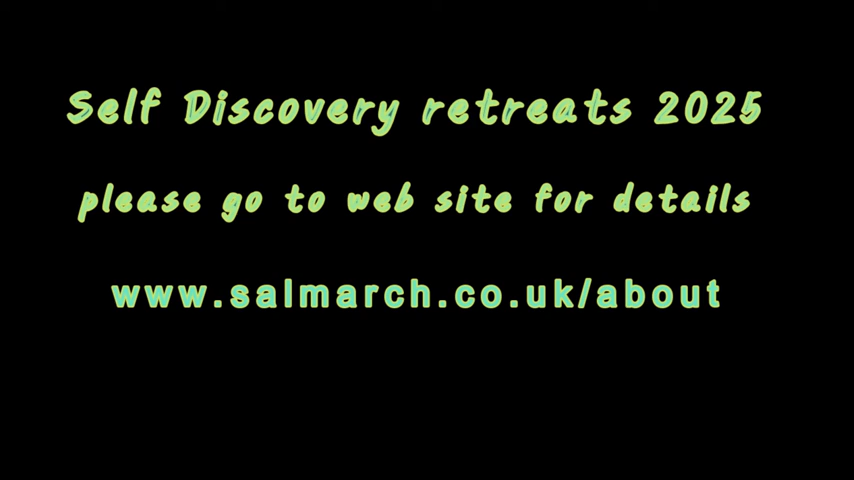 Self Discovery retreats 2025
please go to web site for details
www.salmarch.co.uk/about